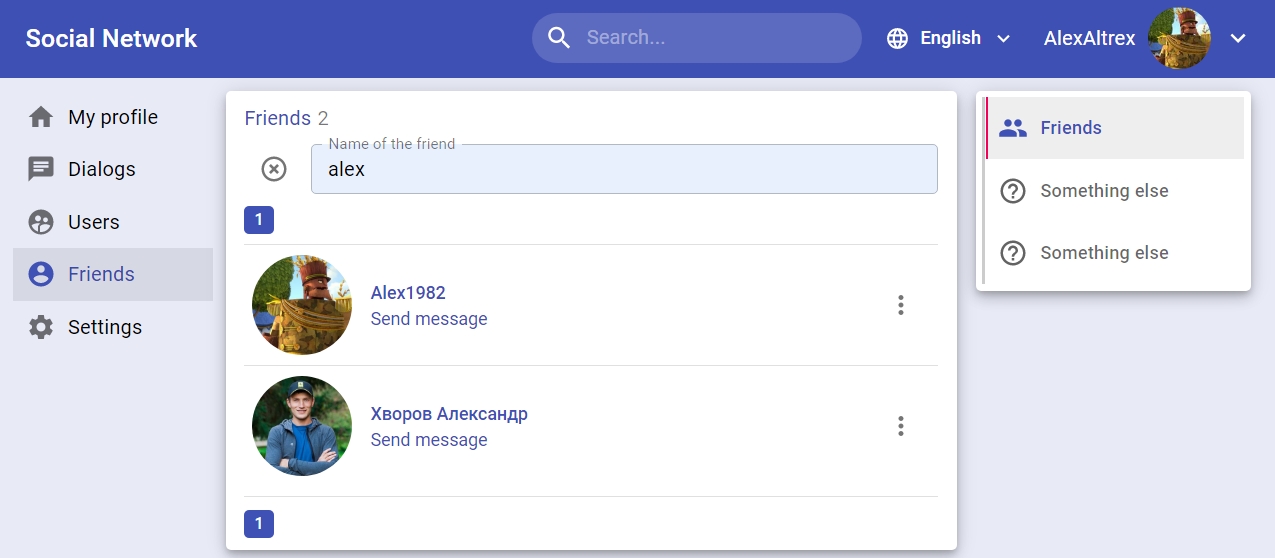 Social Network
Search...
English
AlexAltrex
My profile
Dialogs
Users
Friends
Settings
Friends 2
Name of the friend
alex
1
Alex1982
Send message
Хворов Александр
Send message
1
Friends
Something else
Something else